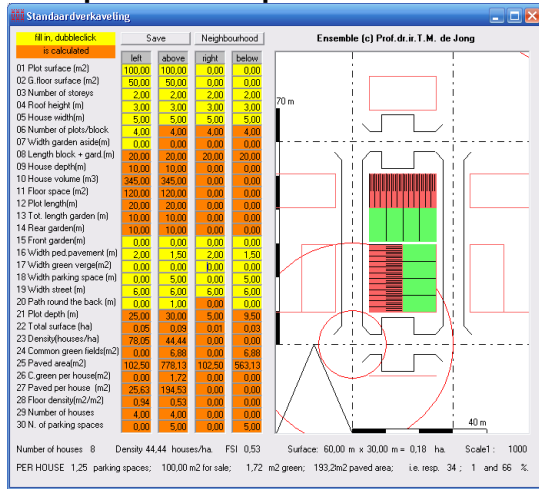 Standaardverkaveling
fill in, dubbleclick Save Neighbourhood Ensemble (c) Prof.dr.ir.T.M. de Jong
is calculated
left above right below
01 Plot surface (m2) 100,00 100,00 0,00 0,00
02 G.floor surface (m2) 50,00 50,00 0,00 0,00
03 Number of storeys 2,00 2,00 2,00 2,00
04 Roof height (m) 3,00 3,00 3,00 3,00
05 House width(m) 5,00 5,00 5,00 5,00
06 Number of plots/block 4,00 4,00 4,00 4,00
07 Width garden aside(m) 0,00 0,00 0,00 0,00
08 Length block + gard.(m) 20,00 20,00 20,00 20,00
09 House depth(m) 10,00 10,00 0,00 0,00
10 House volume (m3) 345,00 345,00 0,00 0,00
11 Floor space (m2) 120,00 120,00 0,00 0,00
12 Plot length(m) 20,00 20,00 0,00 0,00
13 Tot. length garden (m) 10,00 10,00 0,00 0,00
14 Rear garden(m) 10,00 10,00 0,00 0,00
15 Front garden(m) 0,00 0,00 0,00 0,00
16 Width ped.pavement (m) 2,00 1,50 2,00 1,50
17 Width green verge(m2) 0,00 0,00 0,00 0,00
18 Width parking space (m) 0,00 5,00 0,00 5,00
19 Width street (m) 6,00 6,00 6,00 6,00
20 Path round the back (m) 0,00 1,00 0,00 0,00
21 Plot depth (m) 25,00 30,00 5,00 9,50
22 Total surface (ha) 0,05 0,09 0,01 0,03
23 Density(houses/ha) 78,05 44,44 0,00 0,00
24 Common green fields(m2) 0,00 6,88 0,00 6,88
25 Paved area(m2) 102,50 778,13 102,50 563,13
26 C.green per house(m2) 0,00 1,72 0,00 0,00
27 Paved per house (m2) 25,63 194,53 0,00 0,00
28 Floor density(m2/m2) 0,94 0,53 0,00 0,00
29 Number of houses 4,00 4,00 0,00 0,00
30 N. of parking spaces 0,00 5,00 0,00 5,00
70 m
40 m
Number of houses 8 Density 44,44 houses/ha. FSI 0,53 Surface: 60,00 m x 30,00 m = 0,18 ha. Scale1 : 1000
PER HOUSE 1,25 parking spaces; 100,00 m2 for sale; 1,72 m2 green; 193,2m2 paved area; i.e. resp. 34 ; 1 and 66 %.